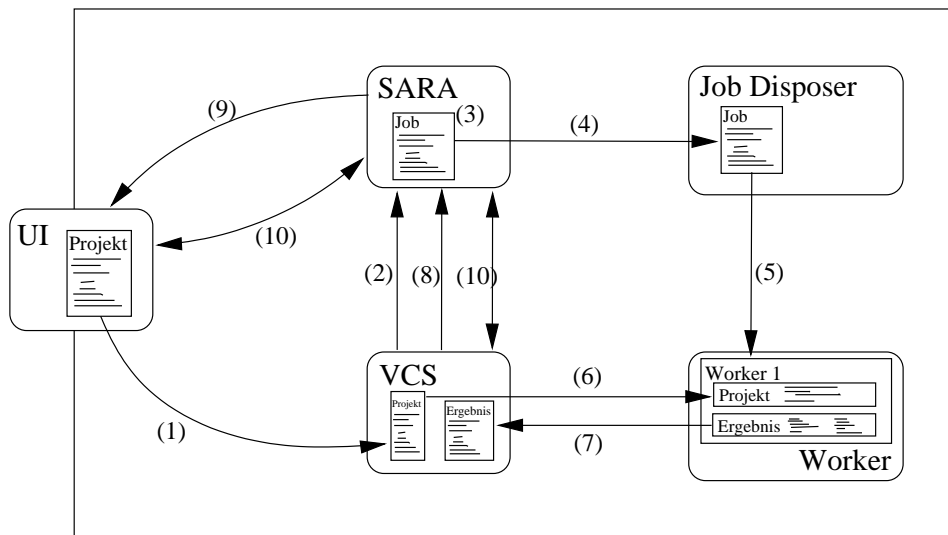 SARA
Job Disposer
(9)
Job
(3)
(4)
Job
UI
Projekt
(10)
(2)
(8)
(10)
(5)
VCS
(6)
Worker 1
Projekt
Projekt
Ergebnis
Ergebnis
(1)
(7)
Worker